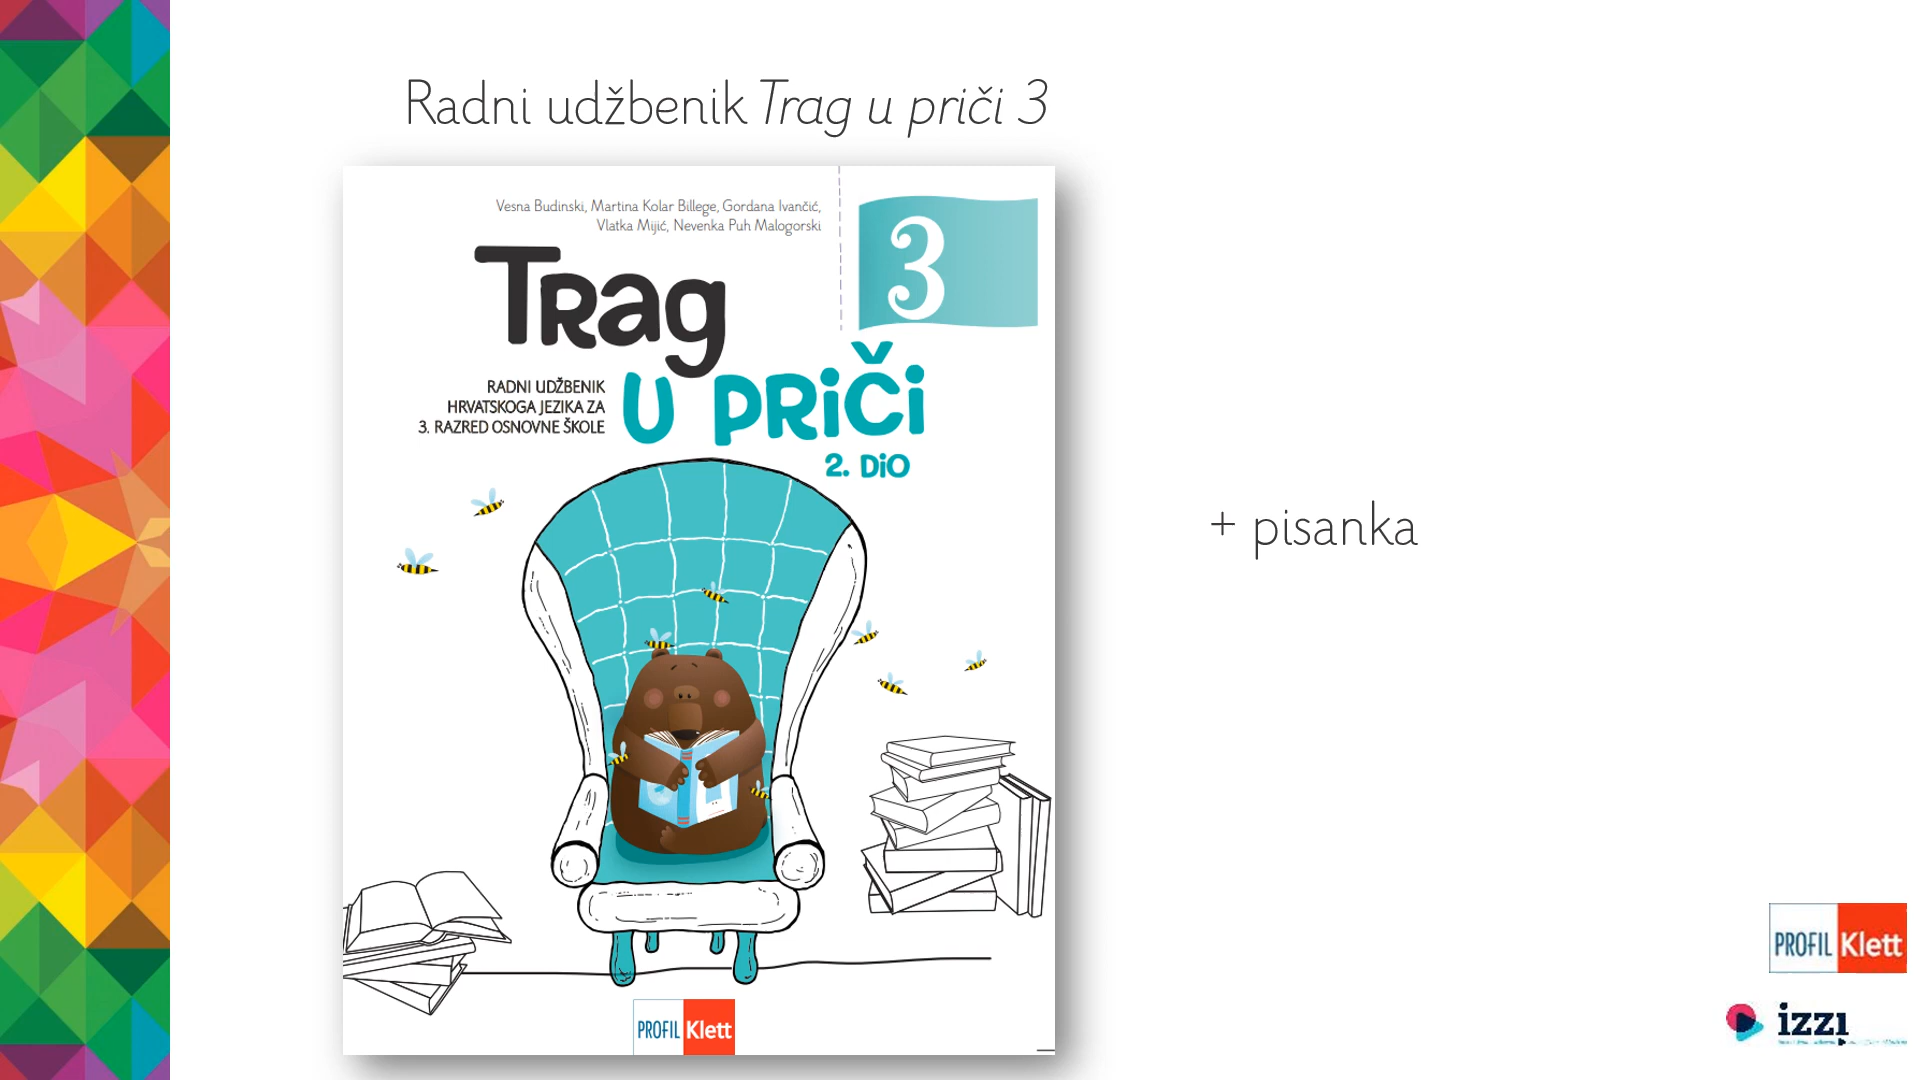 Radni udžbenik Trag u priči 3
Vesna Budinski, Martina Kolar Billege, Gordana Ivančić,
Vlatka Mijić, Nevenka Puh Malogorski
3
Trag
u priči
RADNI UDŽBENIK
HRVATSKOGA JEZIKA ZA
3. RAZRED OSNOVNE ŠKOLE
2. Dio
PROFIL Klett
+ pisanka
PROFIL Klett
izzi